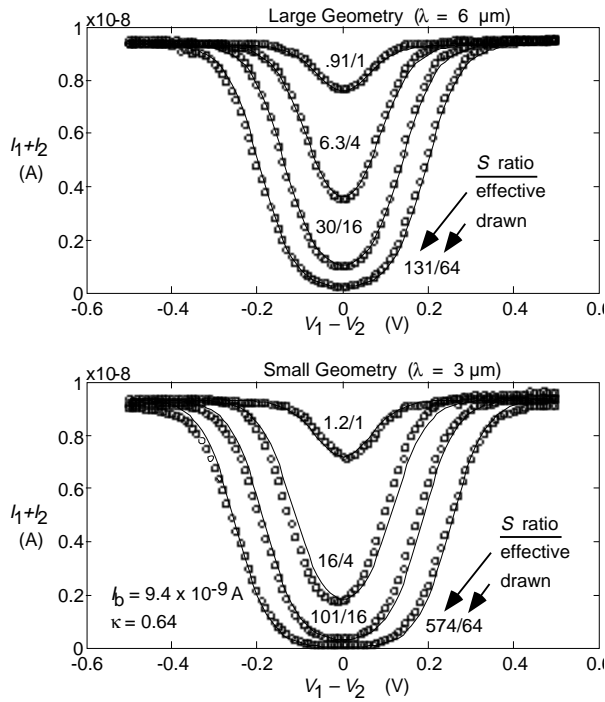 Large Geometry (λ = 6 μm)
x10-8
1
0.8
0.6
0.4
0.2
0
I1+I2
(A)
.91/1
6.3/4
30/16
131/64
S ratio
effective
drawn
-0.6
-0.4
-0.2
0
0.2
0.4
0.6
V1 – V2 (V)
Small Geometry (λ = 3 μm)
x10-8
1
0.8
0.6
0.4
0.2
0
I1+I2
(A)
1.2/1
16/4
101/16
574/64
S ratio
effective
drawn
Ib = 9.4 x 10-9 A
κ = 0.64
-0.6
-0.4
-0.2
0
0.2
0.4
0.6
V1 – V2 (V)